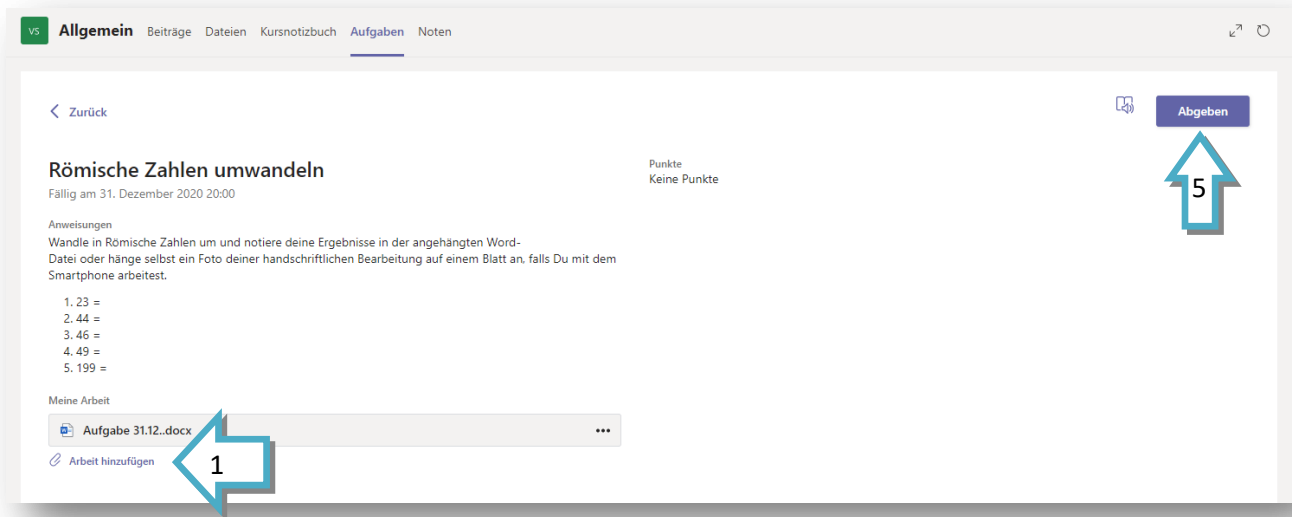 VS Allgemein Beiträge Dateien Kursnotizbuch Aufgaben Noten
Zurück
Abgeben
5
Römische Zahlen umwandeln
Fällig am 31. Dezember 2020 20:00
Punkte
Keine Punkte
Anweisungen
Wandle in Römische Zahlen um und notiere deine Ergebnisse in der angehängten Word-
Datei oder hänge selbst ein Foto deiner handschriftlichen Bearbeitung auf einem Blatt an, falls Du mit dem
Smartphone arbeitest.
1. 23 =
2. 44 =
3. 46 =
4. 49 =
5. 199 =
Meine Arbeit
Aufgabe 31.12..docx
Arbeit hinzufügen
1